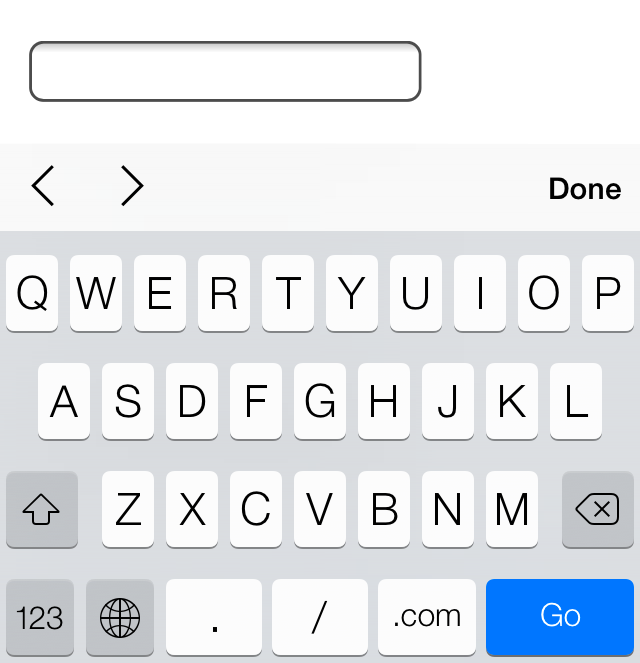 Done
Q W E R T Y U I O P
A S D F G H J K L
Z X C V B N M
123 . / .com Go